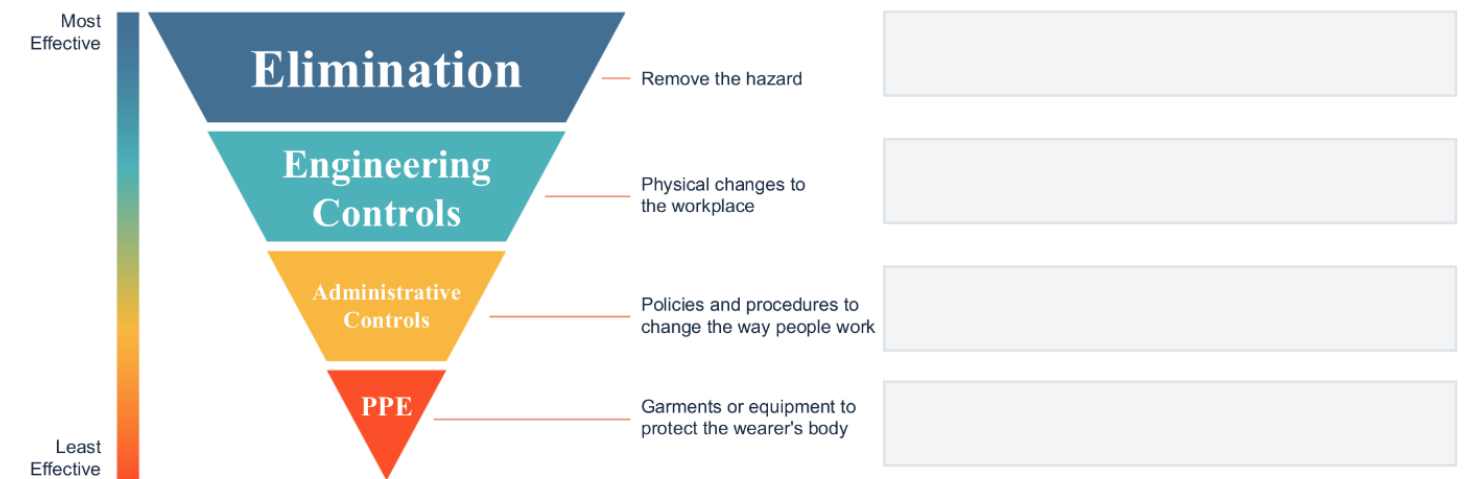 Most
Effective
Elimination
Remove the hazard
Engineering
Controls
Physical changes to
the workplace
Administrative
Controls
Policies and procedures to
change the way people work
PPE
Garments or equipment to
protect the wearer's body
Least
Effective